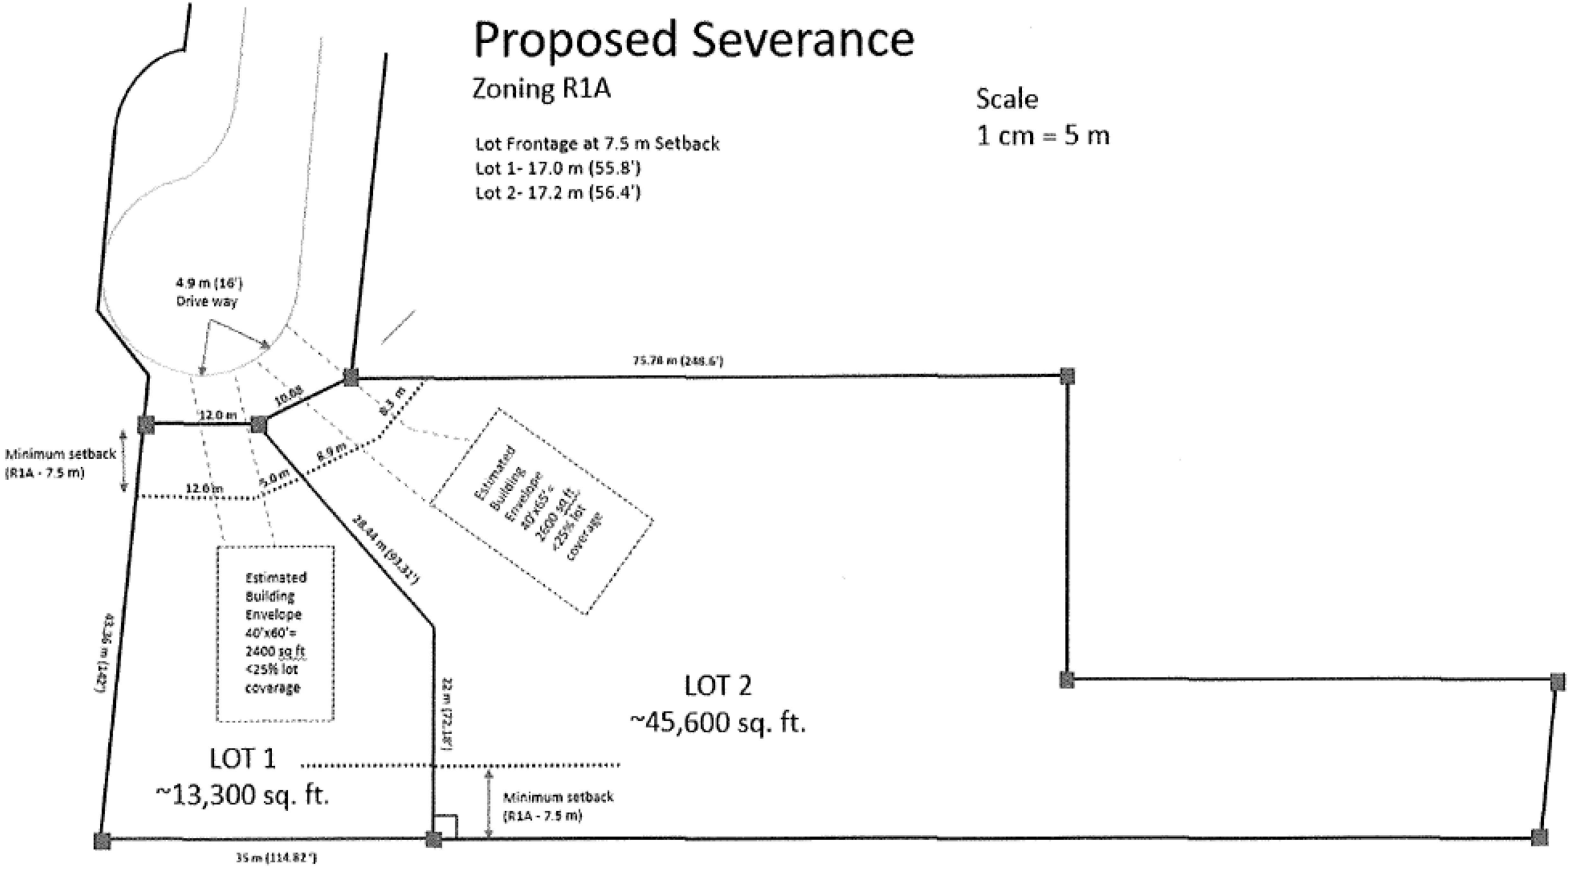 Proposed Severance
Zoning R1A
Scale
1 cm = 5 m
Lot Frontage at 7.5 m Setback
Lot 1- 17.0 m (55.8')
Lot 2- 17.2 m (56.4')
4.9 m (16')
Drive way
75.78 m (248.6')
10.68
12.0 m
8.3 m
Minimum setback
(R1A - 7.5 m)
8.9 m
5.0 m
12.0 m
Estimated
Building
Envelope
40'x65'=
2600 sq ft
<25% lot
coverage
28.44 m (93.31')
Estimated
Building
Envelope
40'x60'=
2400 sq ft
<25% lot
coverage
43.36 m (142')
22 m (72.18')
LOT 2
~45,600 sq. ft.
LOT 1
~13,300 sq. ft.
Minimum setback
(R1A - 7.5 m)
35 m (114.82')